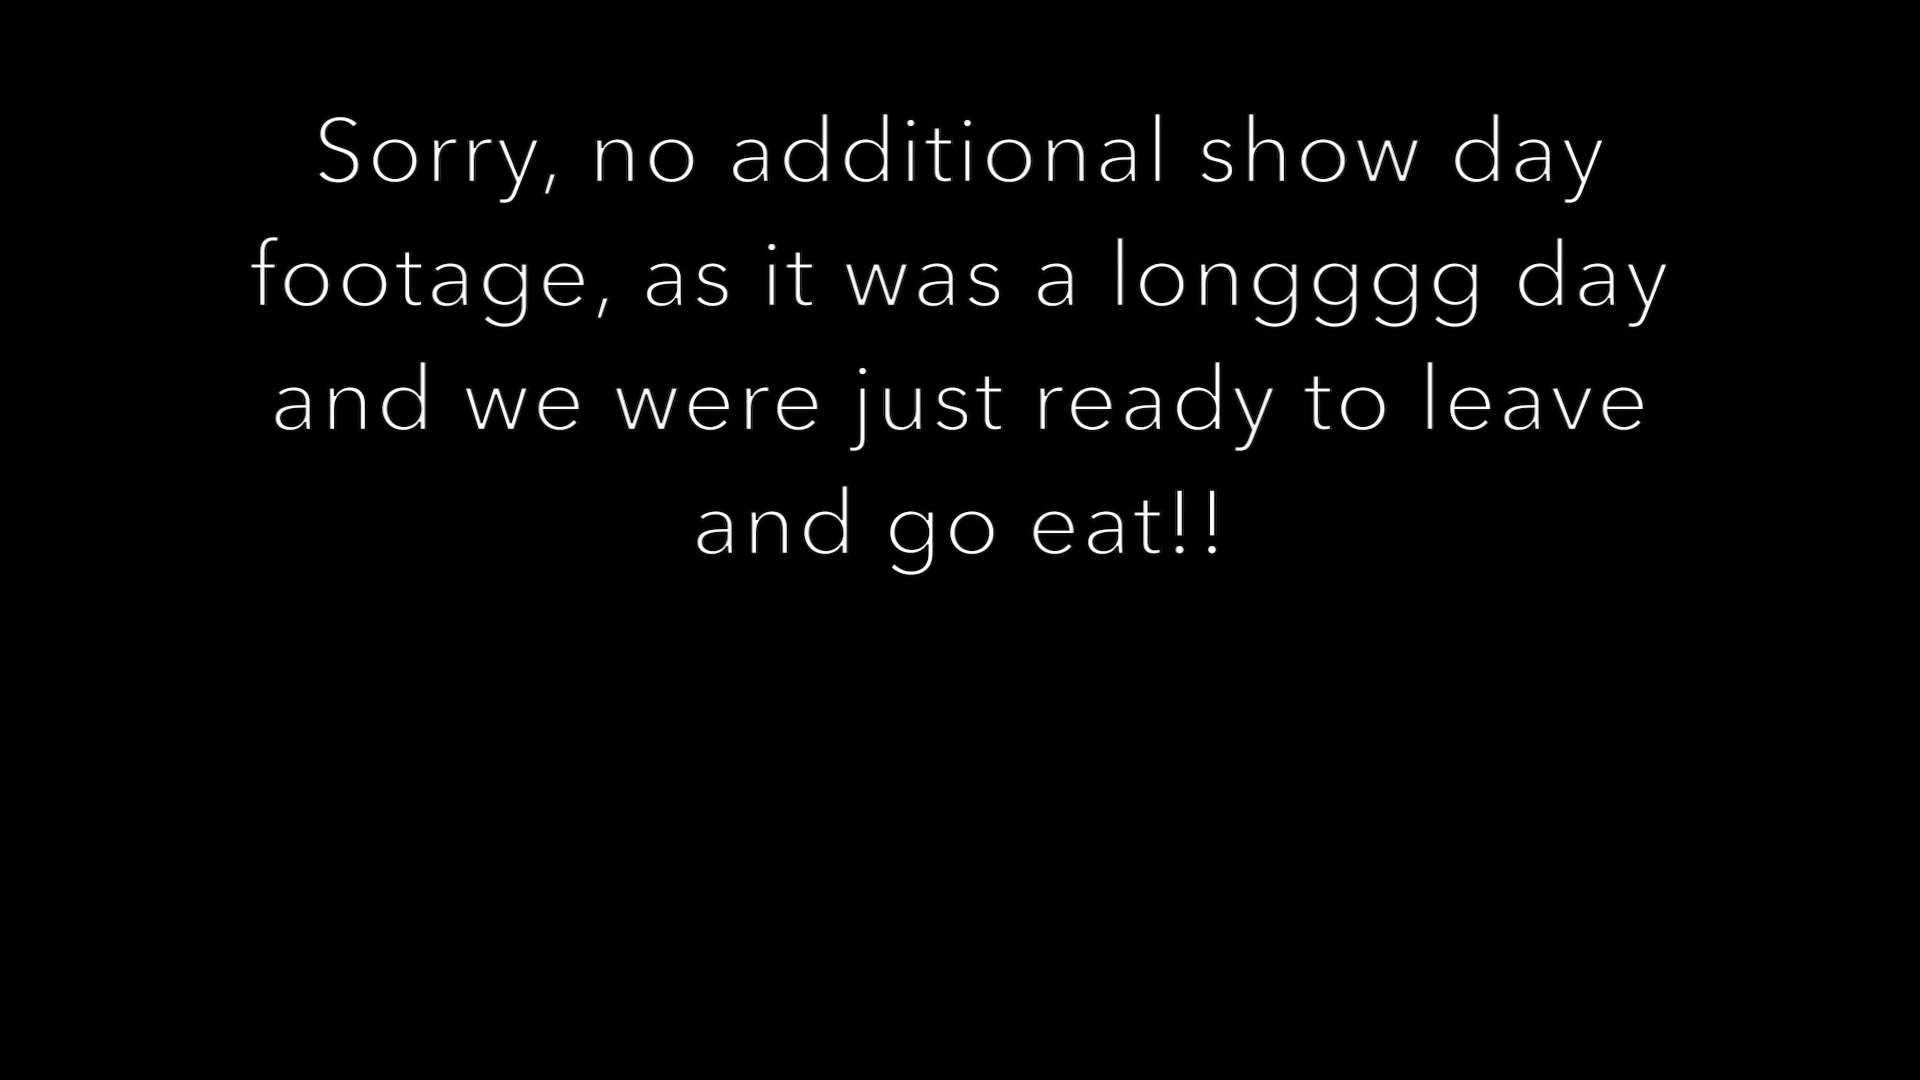 Sorry, no additional show day
footage, as it was a longggg day
and we were just ready to leave
and go eat!!